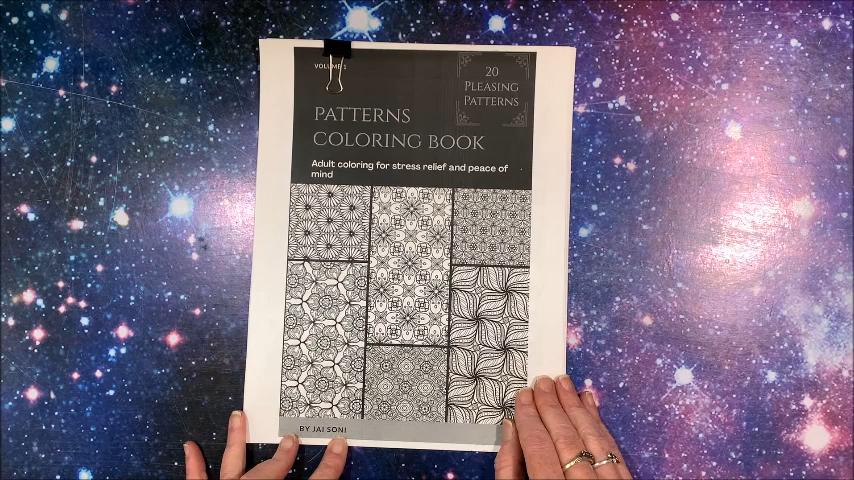 VOLUME 1
20
PLEASING
PATTERNS
PATTERNS
COLORING BOOK
Adult coloring for stress relief and peace of
mind
BY JAI SONI